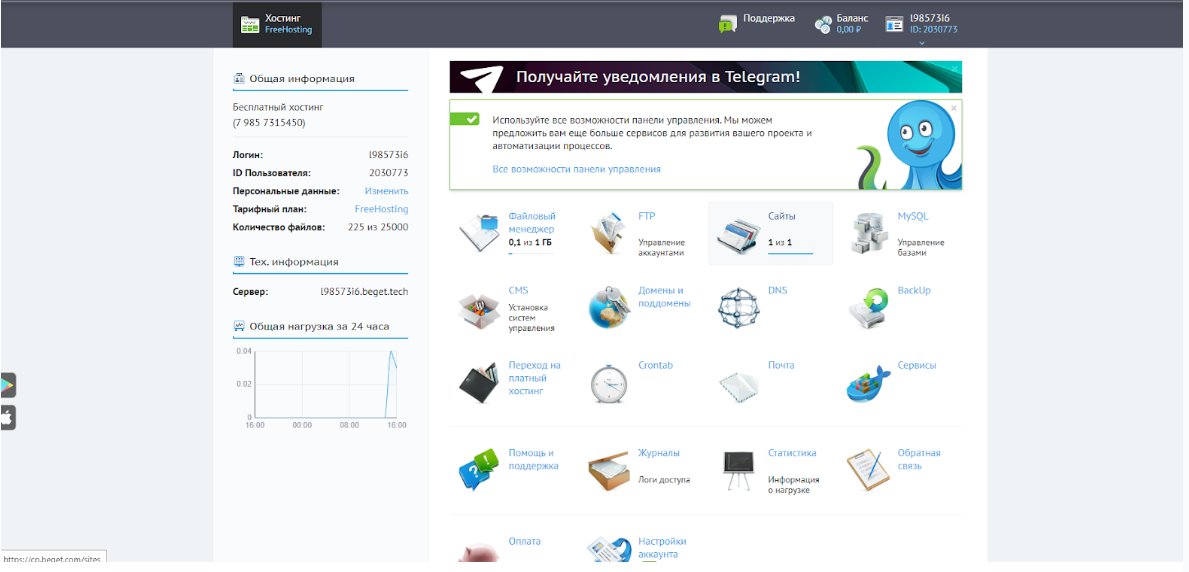 Хостинг
FreeHosting
Поддержка
Баланс
0,00 ₽
l98573i6
ID: 2030773
Общая информация
Бесплатный хостинг
(7 985 7315450)
Логин: l98573i6
ID Пользователя: 2030773
Персональные данные: Изменить
Тарифный план: FreeHosting
Количество файлов: 225 из 25000
Тех. информация
Сервер: l98573i6.beget.tech
Общая нагрузка за 24 часа
0.04
0.02
0
16:00 00:00 08:00 16:00
Получайте уведомления в Telegram!
Используйте все возможности панели управления. Мы можем
предложить вам еще больше сервисов для развития вашего проекта и
автоматизации процессов.
Все возможности панели управления
Файловый
менеджер
0,1 из 1 ГБ
FTP
Управление
аккаунтами
Сайты
1 из 1
MySQL
Управление
базами
CMS
Установка
систем
управления
Домены и
поддомены
DNS
BackUp
Переход на
платный
хостинг
Crontab
Почта
Сервисы
Помощь и
поддержка
Журналы
Логи доступа
Статистика
Информация
о нагрузке
Обратная
связь
Оплата
Настройки
аккаунта
https://cp.beget.com/sites